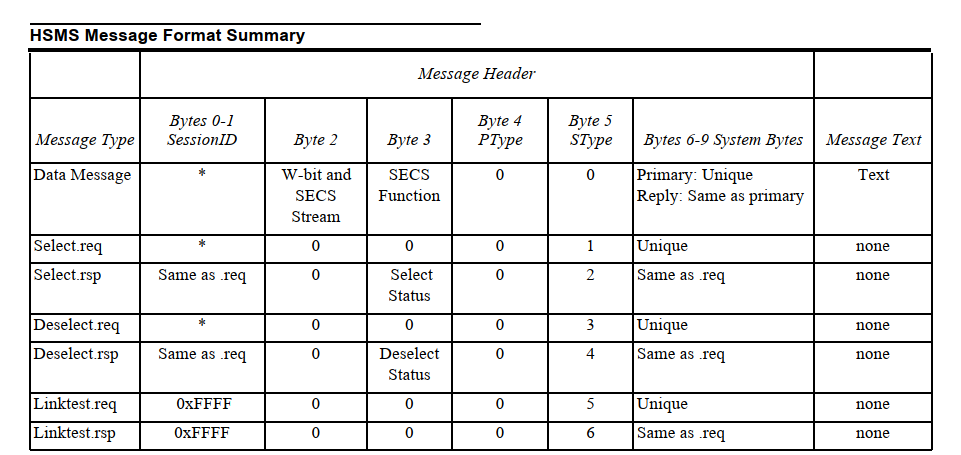 HSMS Message Format Summary
Message Header
Message Type Bytes 0-1 SessionID Byte 2 Byte 3 Byte 4 PType Byte 5 SType Bytes 6-9 System Bytes Message Text
Data Message * W-bit and SECS Stream SECS Function 0 0 Primary: Unique Reply: Same as primary Text
Select.req * 0 0 0 1 Unique none
Select.rsp Same as .req 0 Select Status 0 2 Same as .req none
Deselect.req * 0 0 0 3 Unique none
Deselect.rsp Same as .req 0 Deselect Status 0 4 Same as .req none
Linktest.req 0xFFFF 0 0 0 5 Unique none
Linktest.rsp 0xFFFF 0 0 0 6 Same as .req none